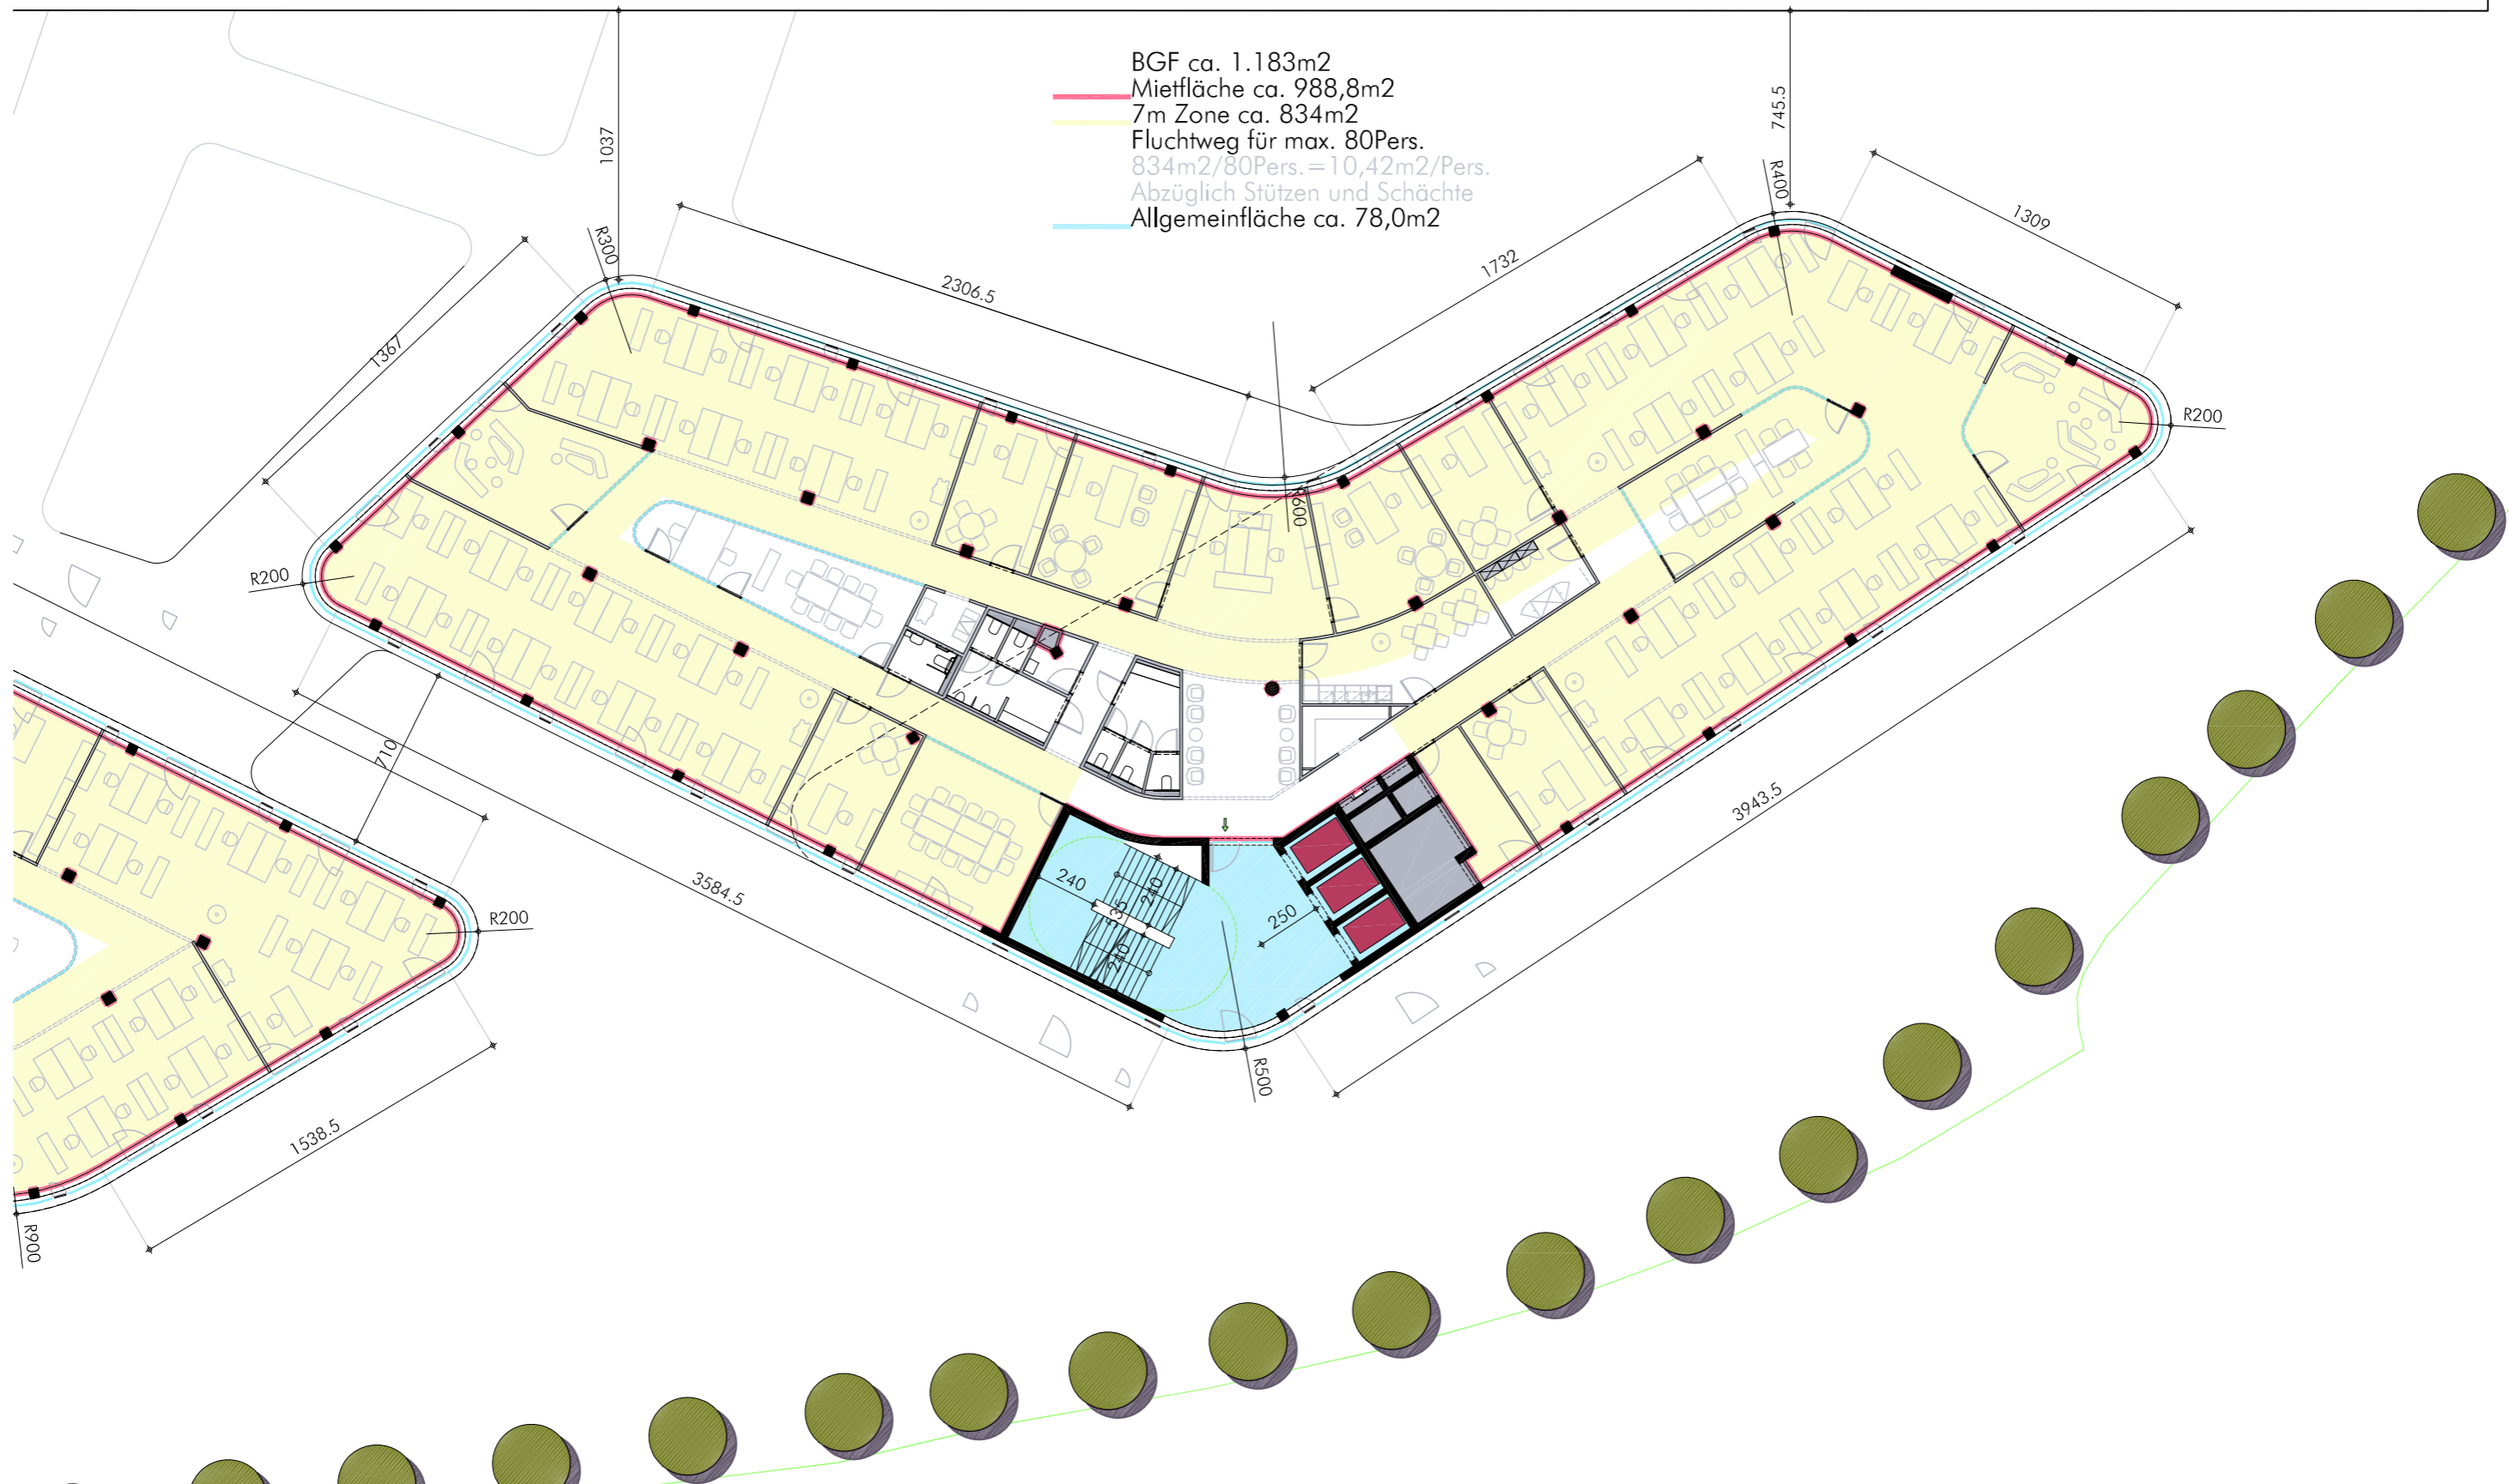 BGF ca. 1.183m2
Mietfläche ca. 988,8m2
7m Zone ca. 834m2
Fluchtweg für max. 80Pers.
834m2/80Pers.=10,42m2/Pers.
Abzüglich Stützen und Schächte
Allgemeinfläche ca. 78,0m2
1037
745.5
R300
R400
1309
2306.5
1732
1367
R200
R600
R200
710
3943.5
3584.5
240
240
535
240
250
R200
R500
1538.5
R900